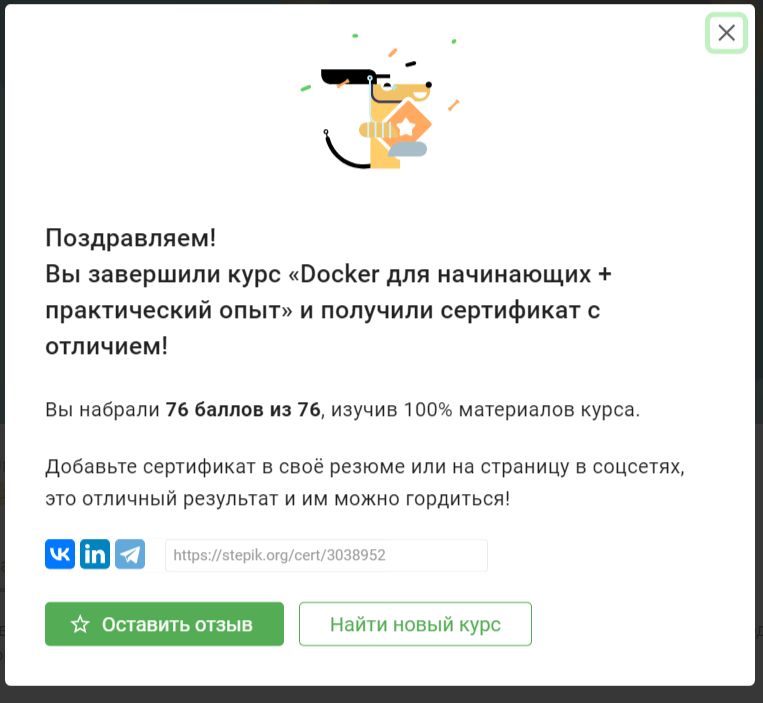 Поздравляем!
Вы завершили курс «Docker для начинающих +
практический опыт» и получили сертификат с
отличием!
Вы набрали 76 баллов из 76, изучив 100% материалов курса.
Добавьте сертификат в своё резюме или на страницу в соцсетях,
это отличный результат и им можно гордиться!
https://stepik.org/cert/3038952
Оставить отзыв
Найти новый курс